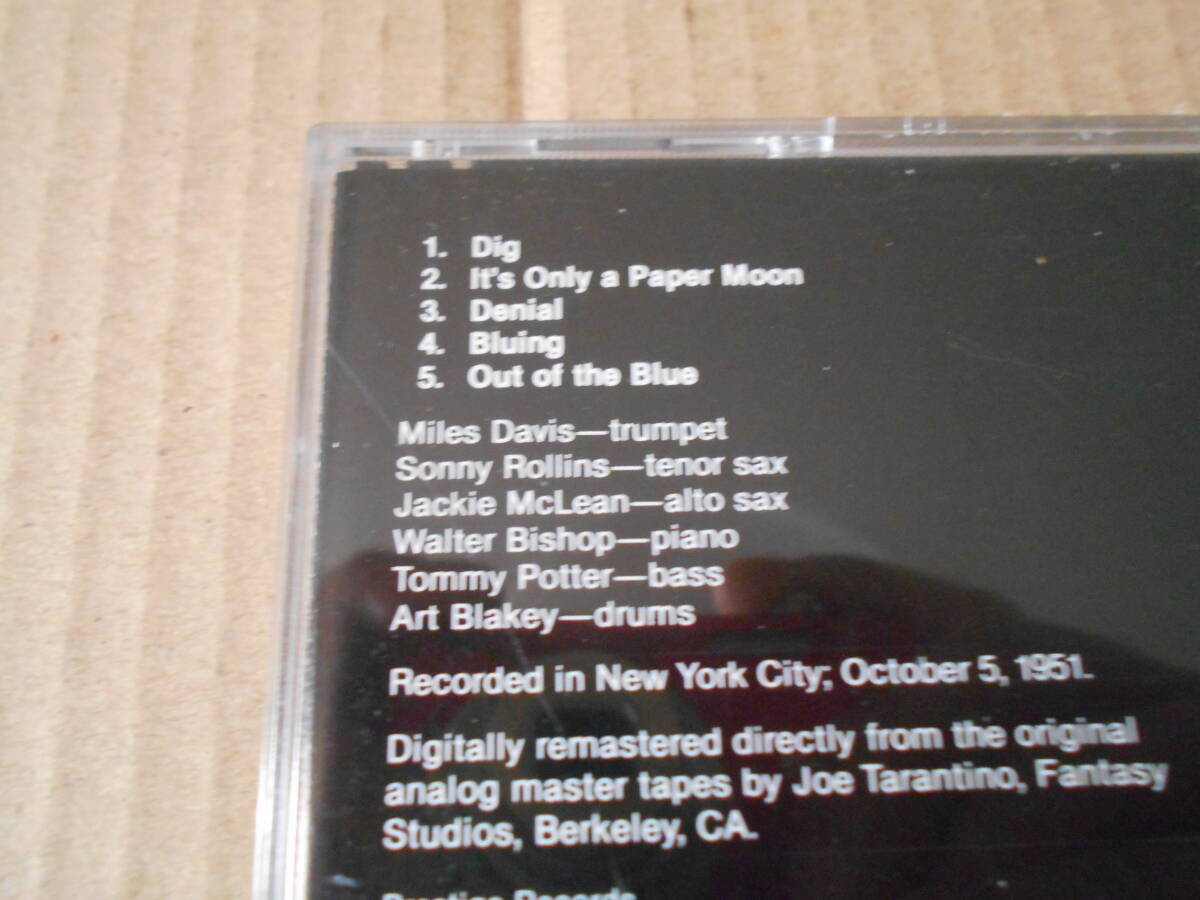 1. Dig
2. It's Only a Paper Moon
3. Denial
4. Bluing
5. Out of the Blue
Miles Davis—trumpet
Sonny Rollins—tenor sax
Jackie McLean—alto sax
Walter Bishop—piano
Tommy Potter—bass
Art Blakey—drums
Recorded in New York City; October 5, 1951.
Digitally remastered directly from the original
analog master tapes by Joe Tarantino, Fantasy
Studios, Berkeley, CA.
Prestige Records